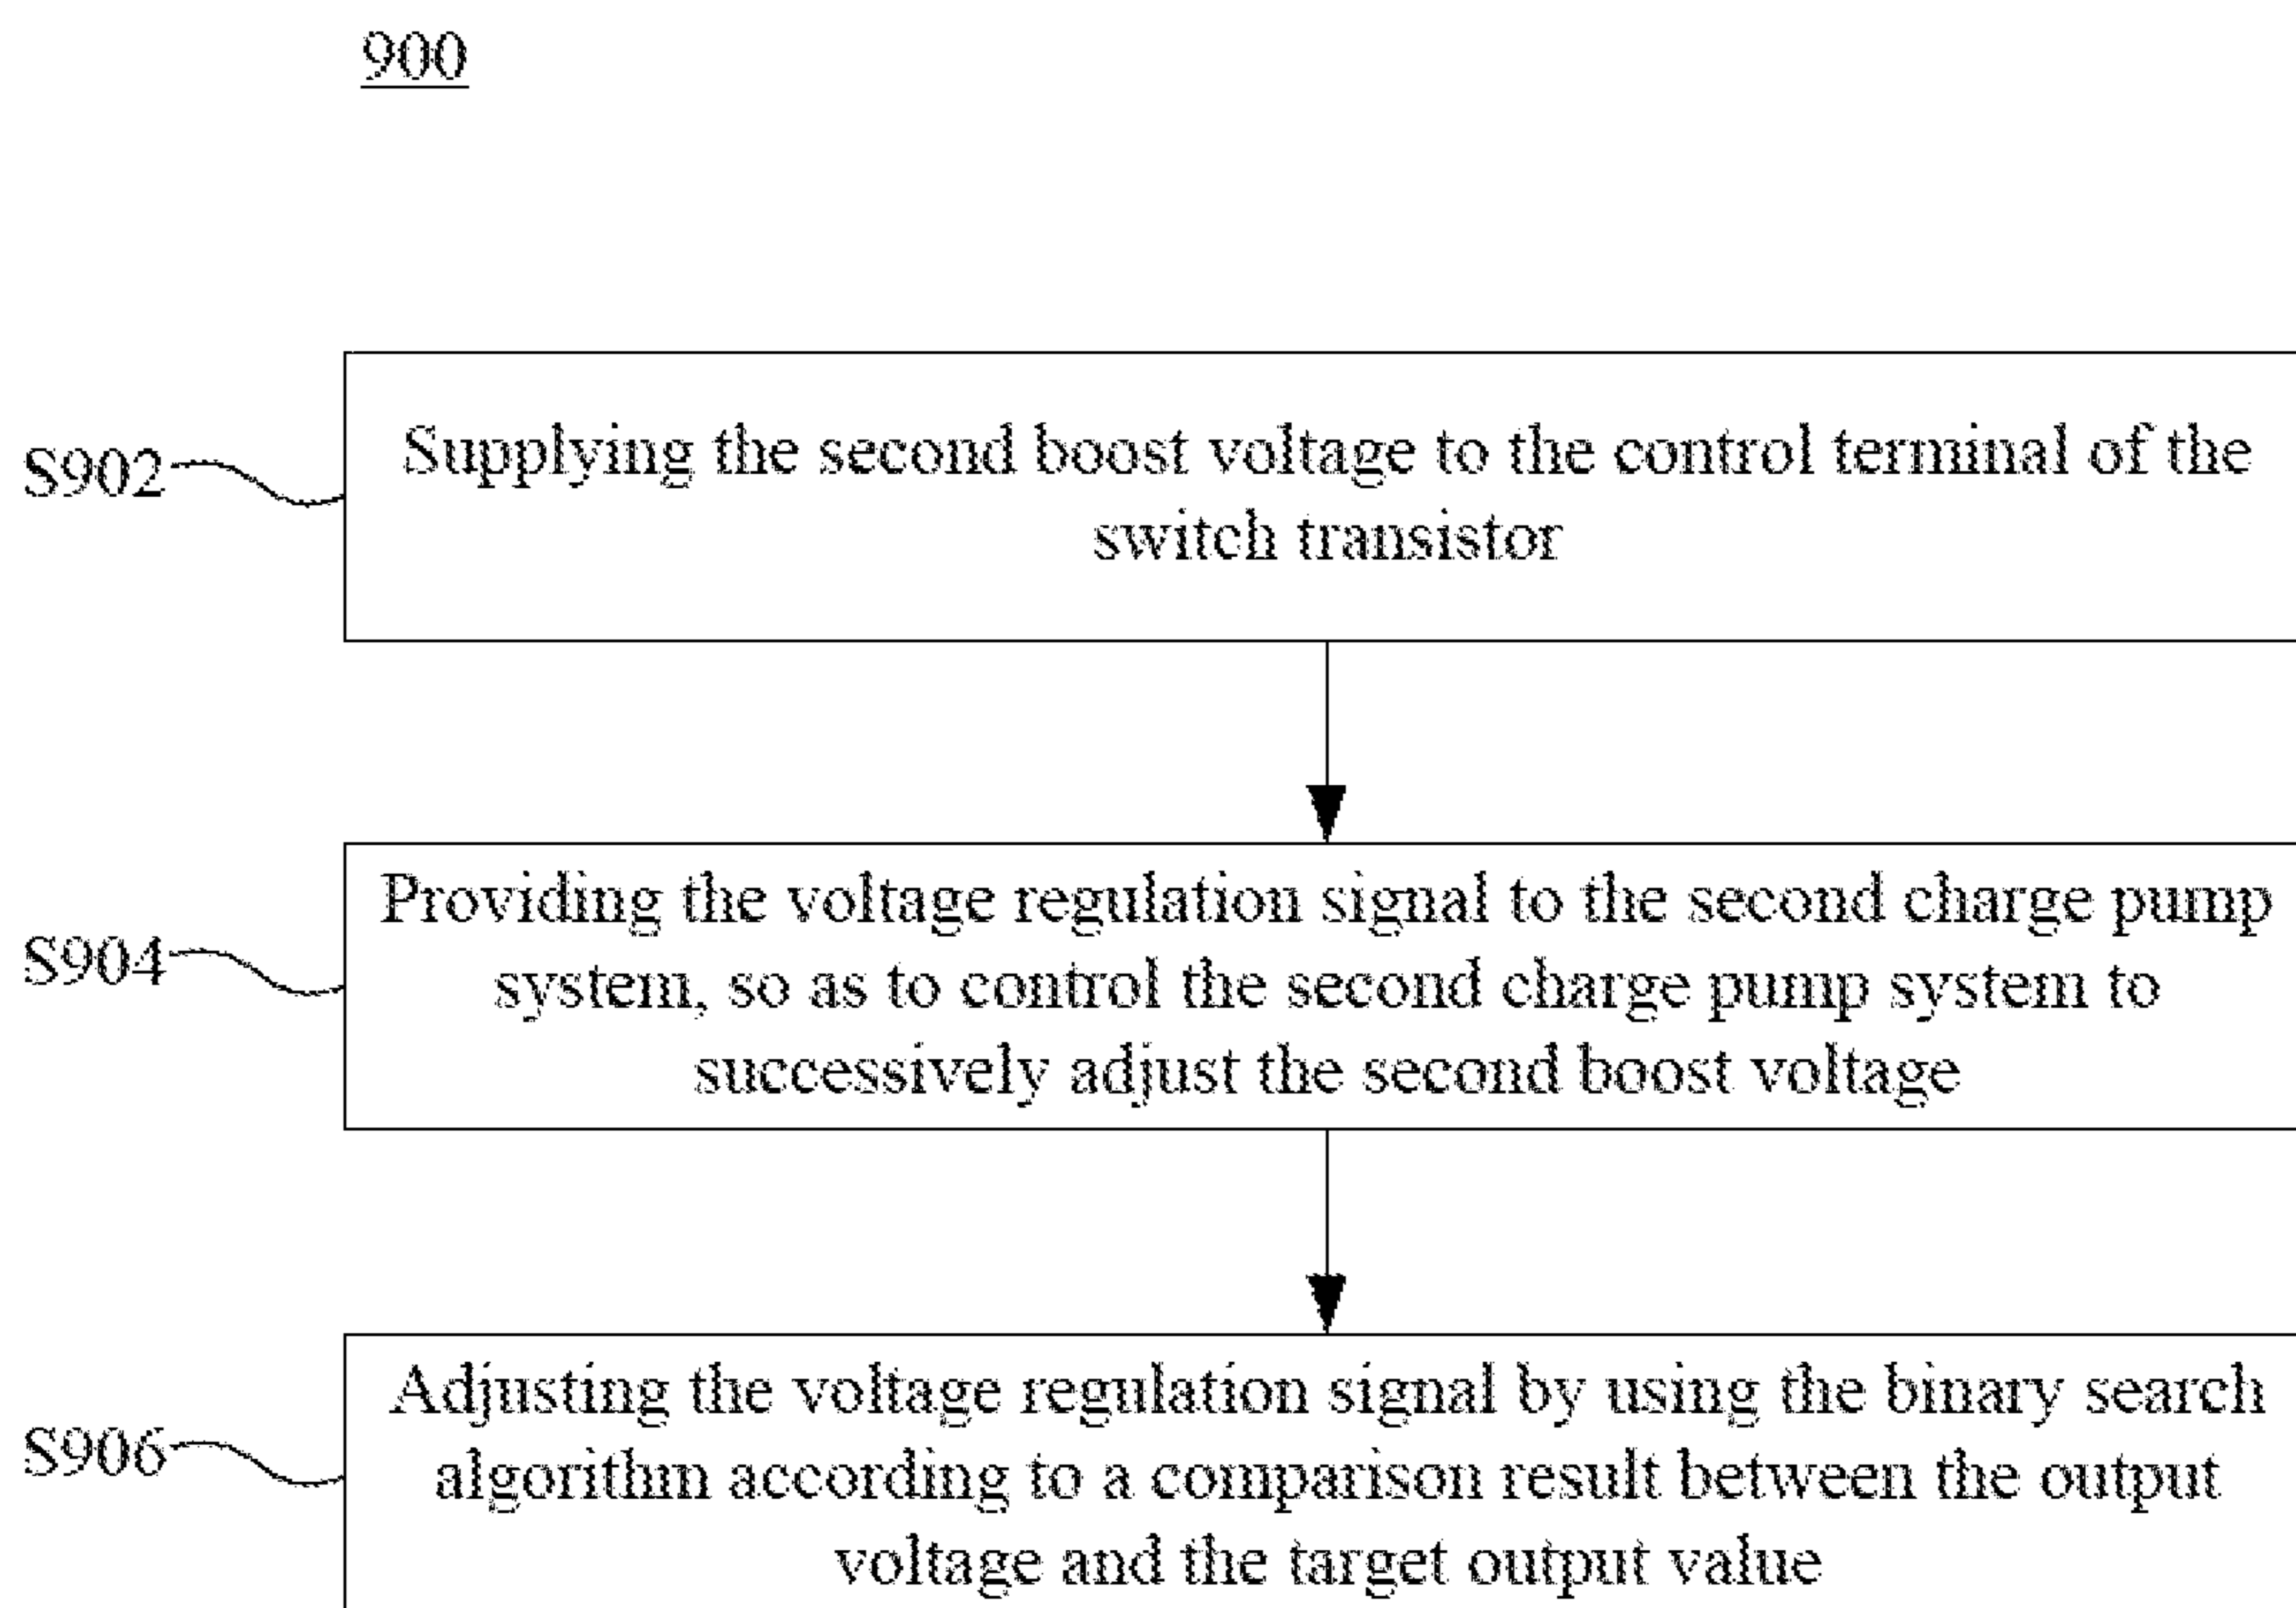 900
S902
Supplying the second boost voltage to the control terminal of the
switch transistor
S904
Providing the voltage regulation signal to the second charge pump
system, so as to control the second charge pump system to
successively adjust the second boost voltage
S906
Adjusting the voltage regulation signal by using the binary search
algorithm according to a comparison result between the output
voltage and the target output value